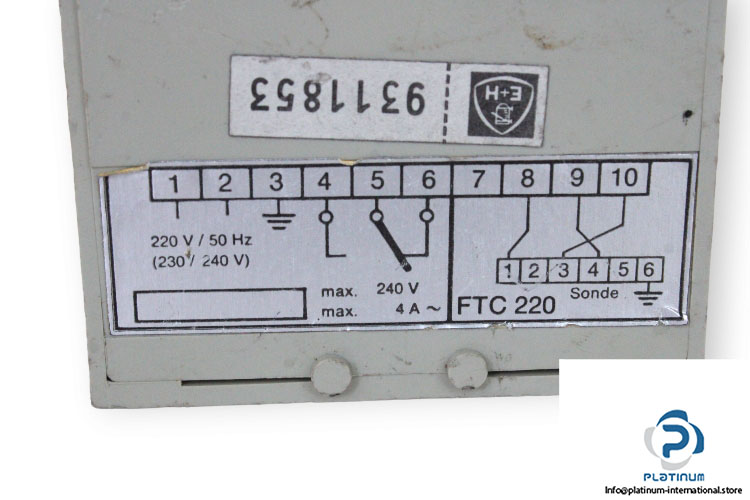 9311853
E+H
1 2 3 4 5 6 7 8 9 10
220 V / 50 Hz
(230 / 240 V)
max. 240 V
max. 4 A ~
1 2 3 4 5 6
Sonde
FTC 220
PLATINUM
Info@platinum-international.store